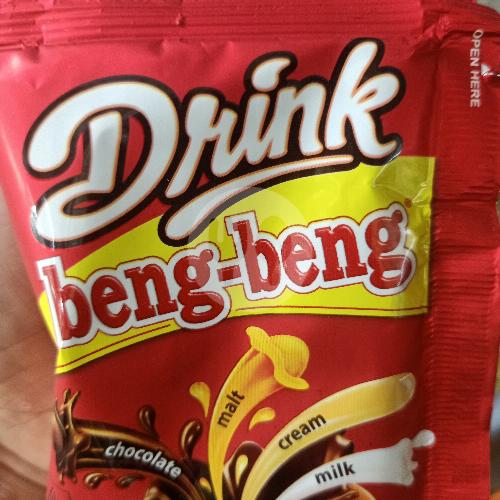 OPEN HERE
Drink
beng-beng
malt
cream
chocolate
milk